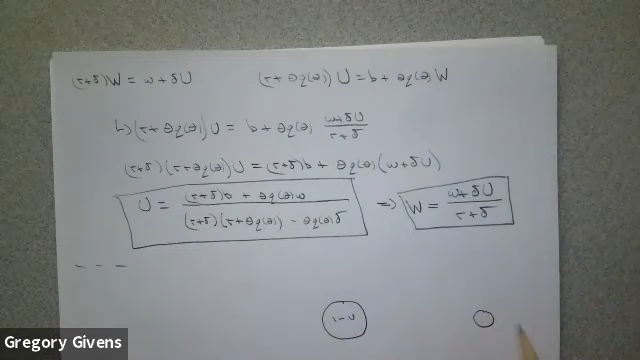 (r+δ)W = w + δU (r + θq(θ)) U = b + θq(θ) W
↳ (r + θq(θ)) U = b + θq(θ) (w+δU)/(r+δ)
(r+δ)(r+θq(θ)) U = (r+δ)b + θq(θ)(w+δU)
U = ((r+δ)b + θq(θ)w)/((r+δ)(r+θq(θ)) - θq(θ)δ) => W = (w+δU)/(r+δ)
- - -
1-u
Gregory Givens